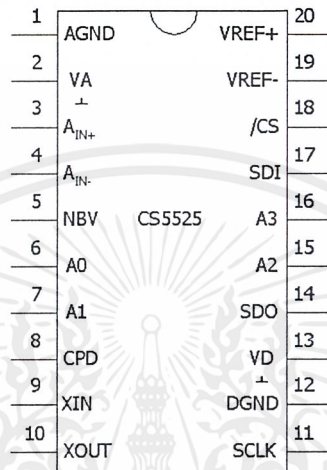 1 AGND VREF+ 20
2 VA VREF- 19
3 AIN+ /CS 18
4 AIN- SDI 17
5 NBV CS5525 A3 16
6 A0 A2 15
7 A1 SDO 14
8 CPD VD 13
9 XIN DGND 12
10 XOUT SCLK 11